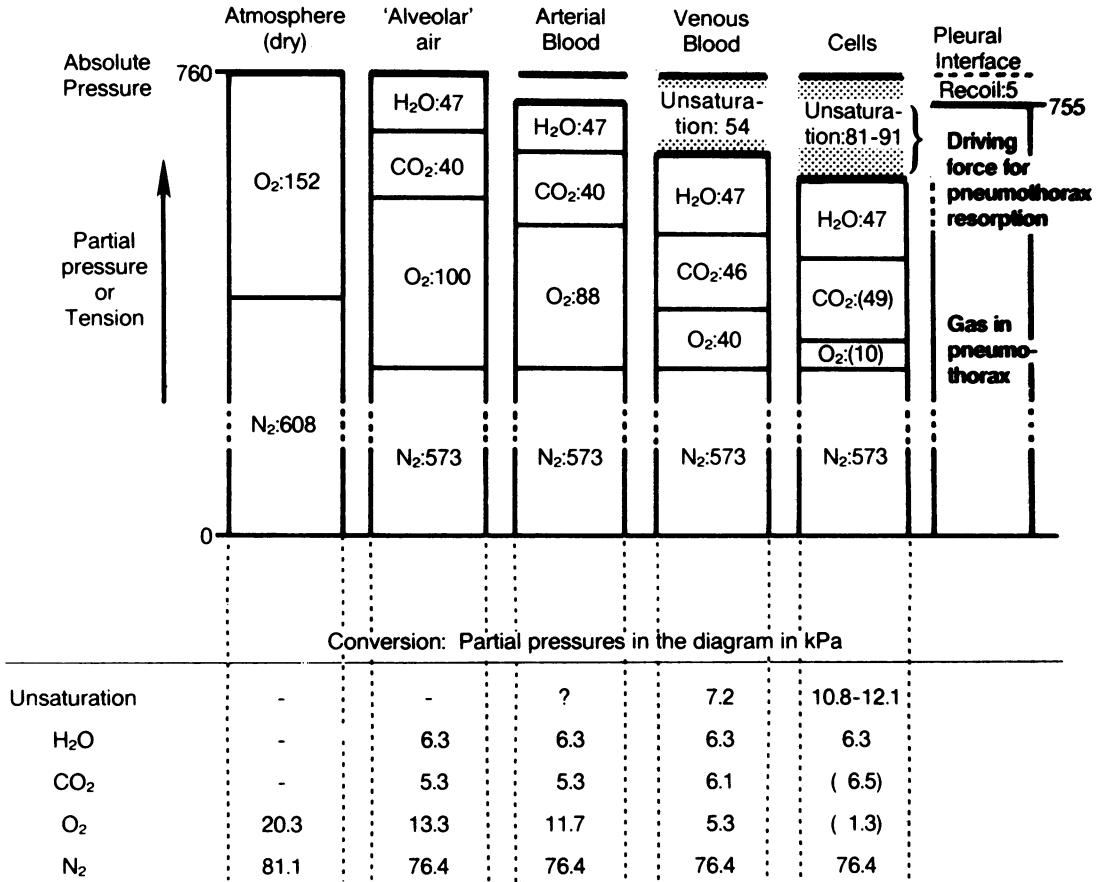 Atmosphere (dry)
'Alveolar' air
Arterial Blood
Venous Blood
Cells
Pleural Interface
Absolute Pressure
760
Partial pressure or Tension
0
O₂:152
N₂:608
H₂O:47
CO₂:40
O₂:100
N₂:573
H₂O:47
CO₂:40
O₂:88
N₂:573
Unsatura-
tion: 54
H₂O:47
CO₂:46
O₂:40
N₂:573
Unsatura-
tion:81-91
H₂O:47
CO₂:(49)
O₂:(10)
N₂:573
Recoil:5
755
Driving
force for
pneumothorax
resorption
Gas in
pneumo-
thorax
Conversion: Partial pressures in the diagram in kPa
Unsaturation - - ? 7.2 10.8-12.1
H₂O - 6.3 6.3 6.3 6.3
CO₂ - 5.3 5.3 6.1 ( 6.5)
O₂ 20.3 13.3 11.7 5.3 ( 1.3)
N₂ 81.1 76.4 76.4 76.4 76.4